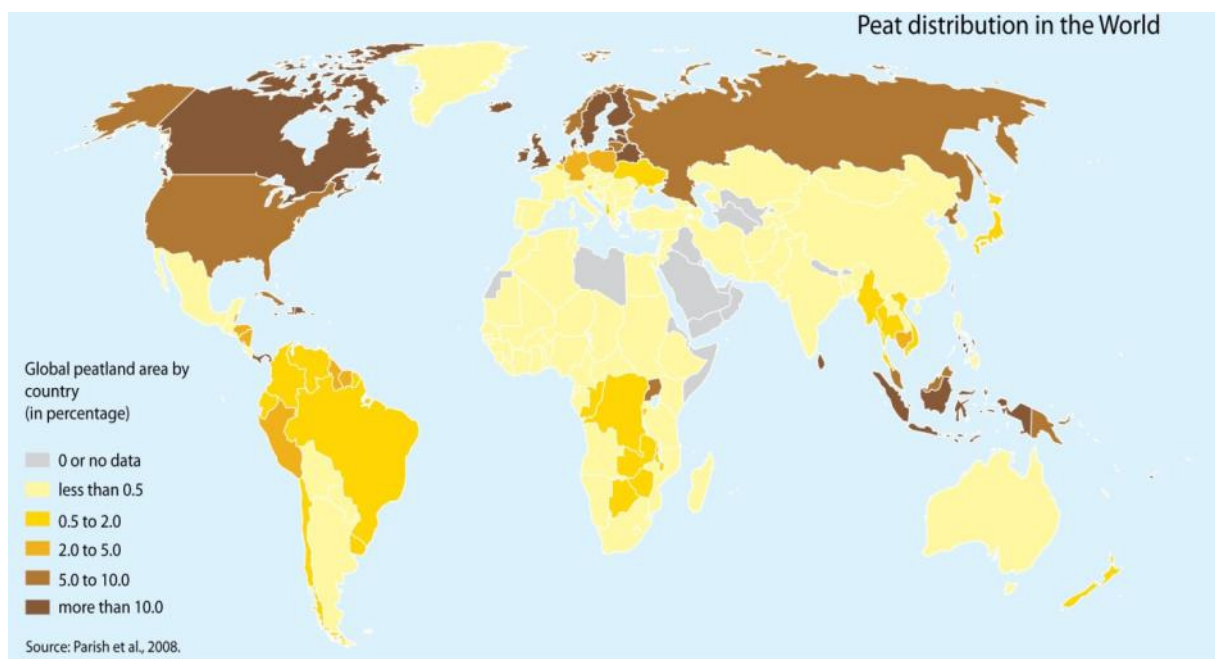 Peat distribution in the World
Global peatland area by
country
(in percentage)
0 or no data
less than 0.5
0.5 to 2.0
2.0 to 5.0
5.0 to 10.0
more than 10.0
Source: Parish et al., 2008.